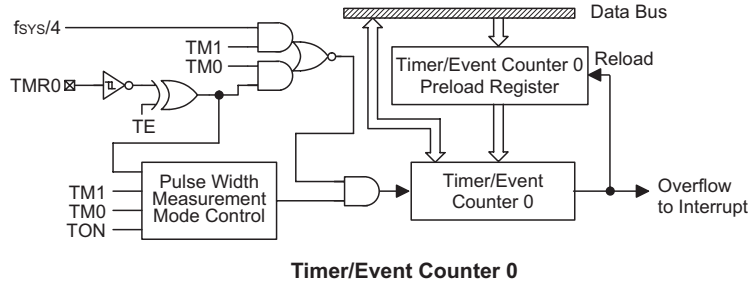 fSYS/4
TM1
TM0
TMR0
TE
TM1
TM0
TON
Pulse Width
Measurement
Mode Control
Data Bus
Timer/Event Counter 0
Preload Register
Reload
Timer/Event
Counter 0
Overflow
to Interrupt
Timer/Event Counter 0